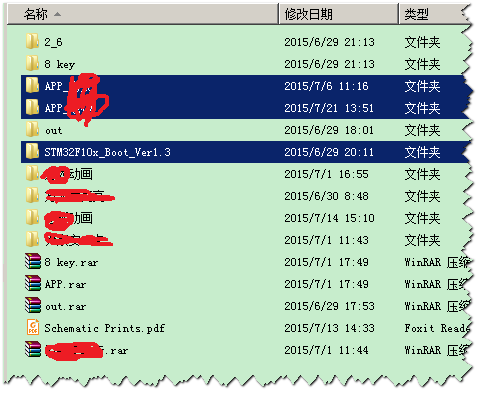 名称 修改日期 类型
2_6 2015/6/29 21:13 文件夹
8 key 2015/6/29 21:13 文件夹
APP_ 2015/7/6 11:16 文件夹
APP_ 2015/7/21 13:51 文件夹
out 2015/6/29 18:01 文件夹
STM32F10x_Boot_Ver1.3 2015/6/29 20:11 文件夹
动画 2015/7/1 16:55 文件夹
2015/6/30 8:48 文件夹
动画 2015/7/14 15:10 文件夹
2015/7/1 11:43 文件夹
8 key.rar 2015/7/1 17:49 WinRAR 压缩
APP.rar 2015/7/1 17:49 WinRAR 压缩
out.rar 2015/6/29 17:53 WinRAR 压缩
Schematic Prints.pdf 2015/7/13 14:33 Foxit Reade
.rar 2015/7/1 11:44 WinRAR 压缩